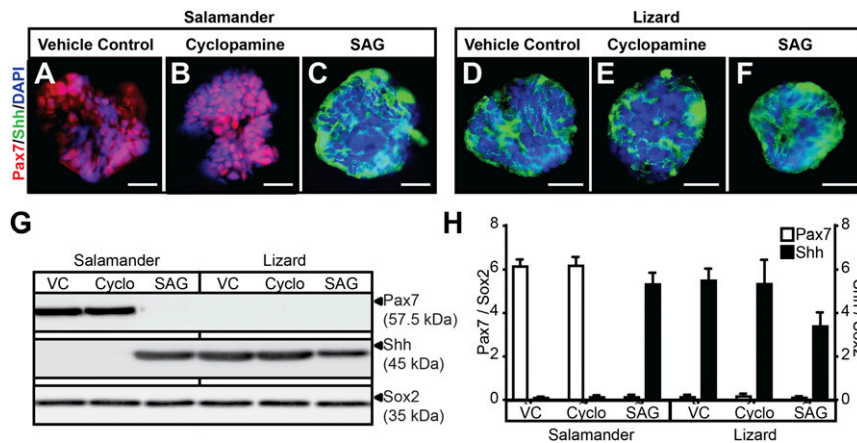 Salamander
Lizard
Vehicle Control Cyclopamine SAG
Vehicle Control Cyclopamine SAG
A B C D E F
Pax7/Shh/DAPI
G
Salamander Lizard
VC Cyclo SAG VC Cyclo SAG
Pax7
(57.5 kDa)
Shh
(45 kDa)
Sox2
(35 kDa)
H
Pax7
Shh
Pax7 / Sox2
8
6
4
2
0
8
6
4
2
0
VC Cyclo SAG VC Cyclo SAG
Salamander Lizard